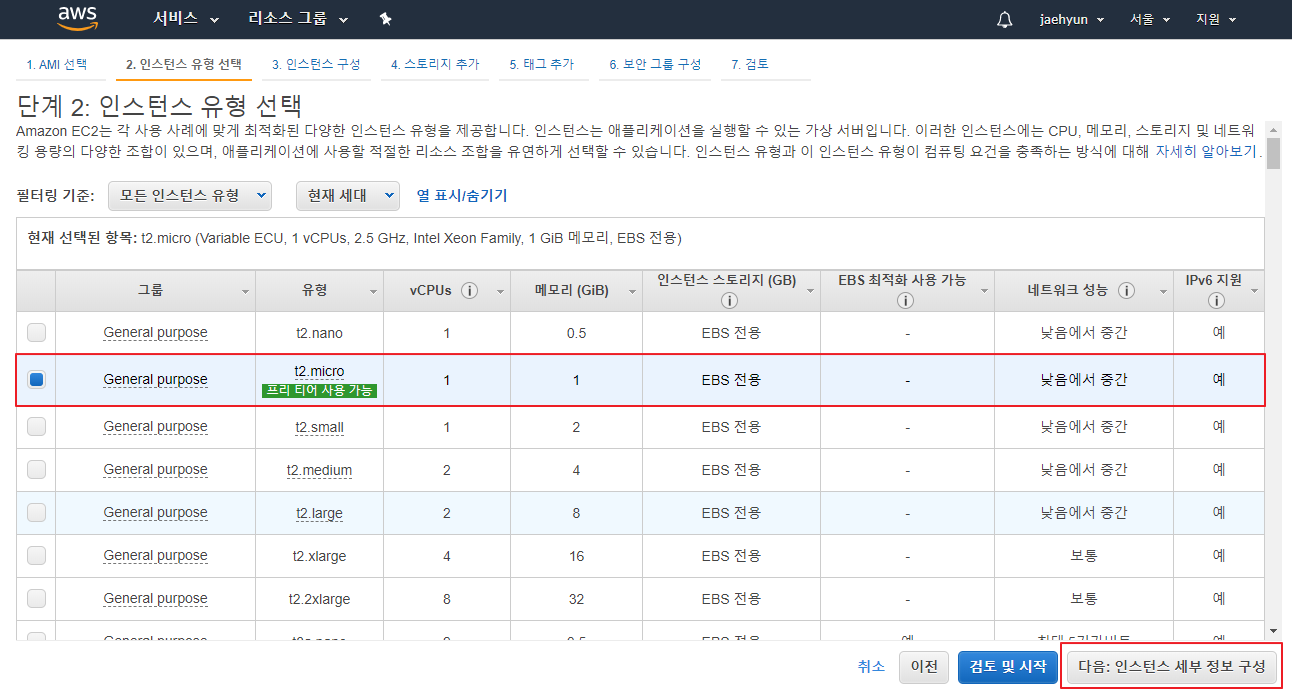 aws 서비스 리소스 그룹 jaehyun 서울 지원
1. AMI 선택 2. 인스턴스 유형 선택 3. 인스턴스 구성 4. 스토리지 추가 5. 태그 추가 6. 보안 그룹 구성 7. 검토
단계 2: 인스턴스 유형 선택
Amazon EC2는 각 사용 사례에 맞게 최적화된 다양한 인스턴스 유형을 제공합니다. 인스턴스는 애플리케이션을 실행할 수 있는 가상 서버입니다. 이러한 인스턴스에는 CPU, 메모리, 스토리지 및 네트워
킹 용량의 다양한 조합이 있으며, 애플리케이션에 사용할 적절한 리소스 조합을 유연하게 선택할 수 있습니다. 인스턴스 유형과 이 인스턴스 유형이 컴퓨팅 요건을 충족하는 방식에 대해 자세히 알아보기.
필터링 기준: 모든 인스턴스 유형 현재 세대 열 표시/숨기기
현재 선택된 항목: t2.micro (Variable ECU, 1 vCPUs, 2.5 GHz, Intel Xeon Family, 1 GiB 메모리, EBS 전용)
그룹 유형 vCPUs 메모리 (GiB) 인스턴스 스토리지 (GB) EBS 최적화 사용 가능 네트워크 성능 IPv6 지원
General purpose t2.nano 1 0.5 EBS 전용 - 낮음에서 중간 예
General purpose t2.micro 1 1 EBS 전용 - 낮음에서 중간 예
프리 티어 사용 가능
General purpose t2.small 1 2 EBS 전용 - 낮음에서 중간 예
General purpose t2.medium 2 4 EBS 전용 - 낮음에서 중간 예
General purpose t2.large 2 8 EBS 전용 - 낮음에서 중간 예
General purpose t2.xlarge 4 16 EBS 전용 - 보통 예
General purpose t2.2xlarge 8 32 EBS 전용 - 보통 예
취소 이전 검토 및 시작 다음: 인스턴스 세부 정보 구성